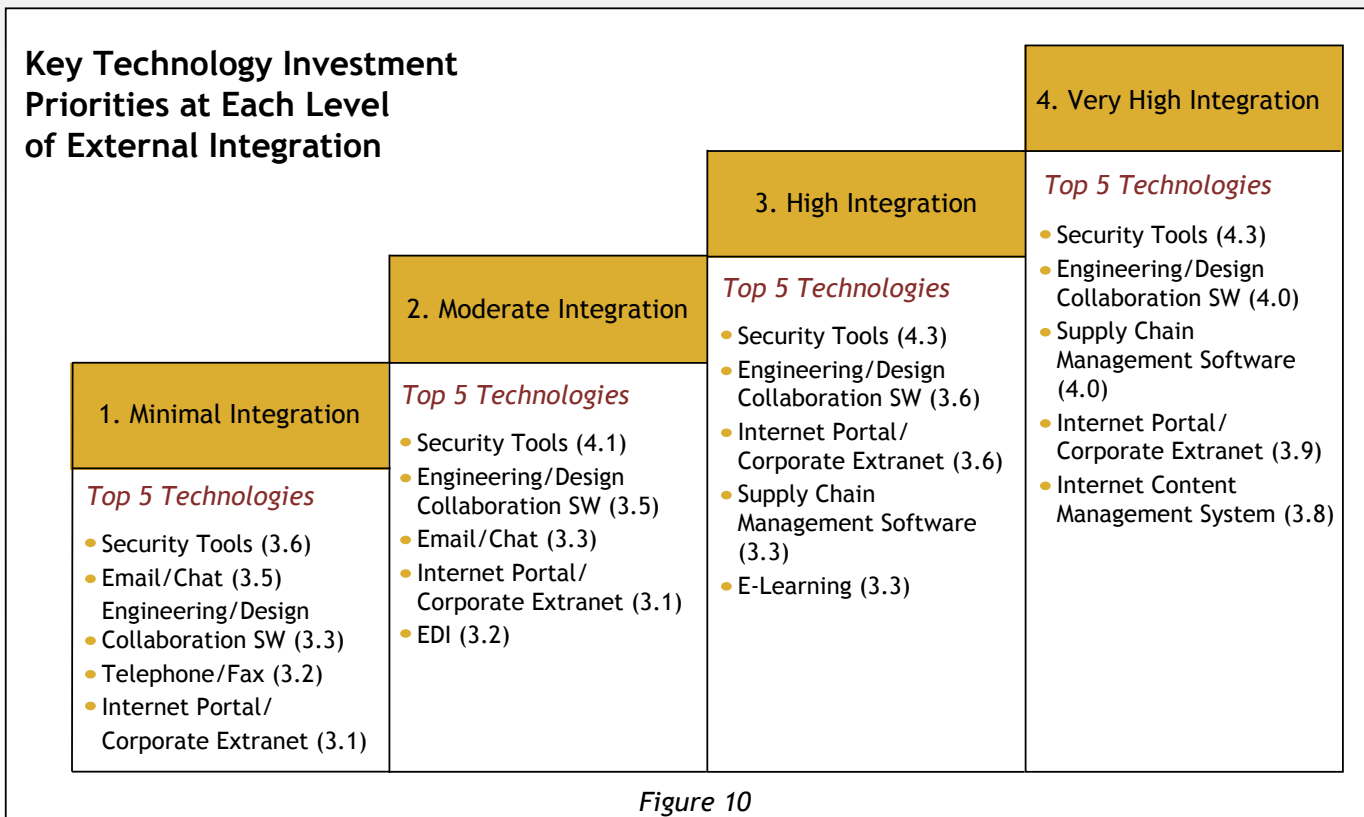 Key Technology Investment
Priorities at Each Level
of External Integration
1. Minimal Integration
Top 5 Technologies
Security Tools (3.6)
Email/Chat (3.5)
Engineering/Design
Collaboration SW (3.3)
Telephone/Fax (3.2)
Internet Portal/
Corporate Extranet (3.1)
2. Moderate Integration
Top 5 Technologies
Security Tools (4.1)
Engineering/Design
Collaboration SW (3.5)
Email/Chat (3.3)
Internet Portal/
Corporate Extranet (3.1)
EDI (3.2)
3. High Integration
Top 5 Technologies
Security Tools (4.3)
Engineering/Design
Collaboration SW (3.6)
Internet Portal/
Corporate Extranet (3.6)
Supply Chain
Management Software
(3.3)
E-Learning (3.3)
4. Very High Integration
Top 5 Technologies
Security Tools (4.3)
Engineering/Design
Collaboration SW (4.0)
Supply Chain
Management Software
(4.0)
Internet Portal/
Corporate Extranet (3.9)
Internet Content
Management System (3.8)
Figure 10